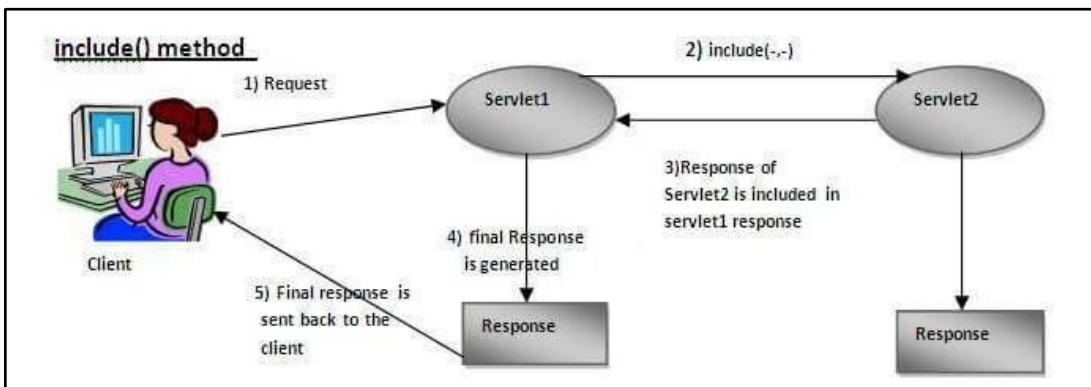 include() method
1) Request
2) include(-,-)
Servlet1
Servlet2
3)Response of
Servlet2 is included in
servlet1 response
4) final Response
is generated
Client
5) Final response is
sent back to the
client
Response
Response